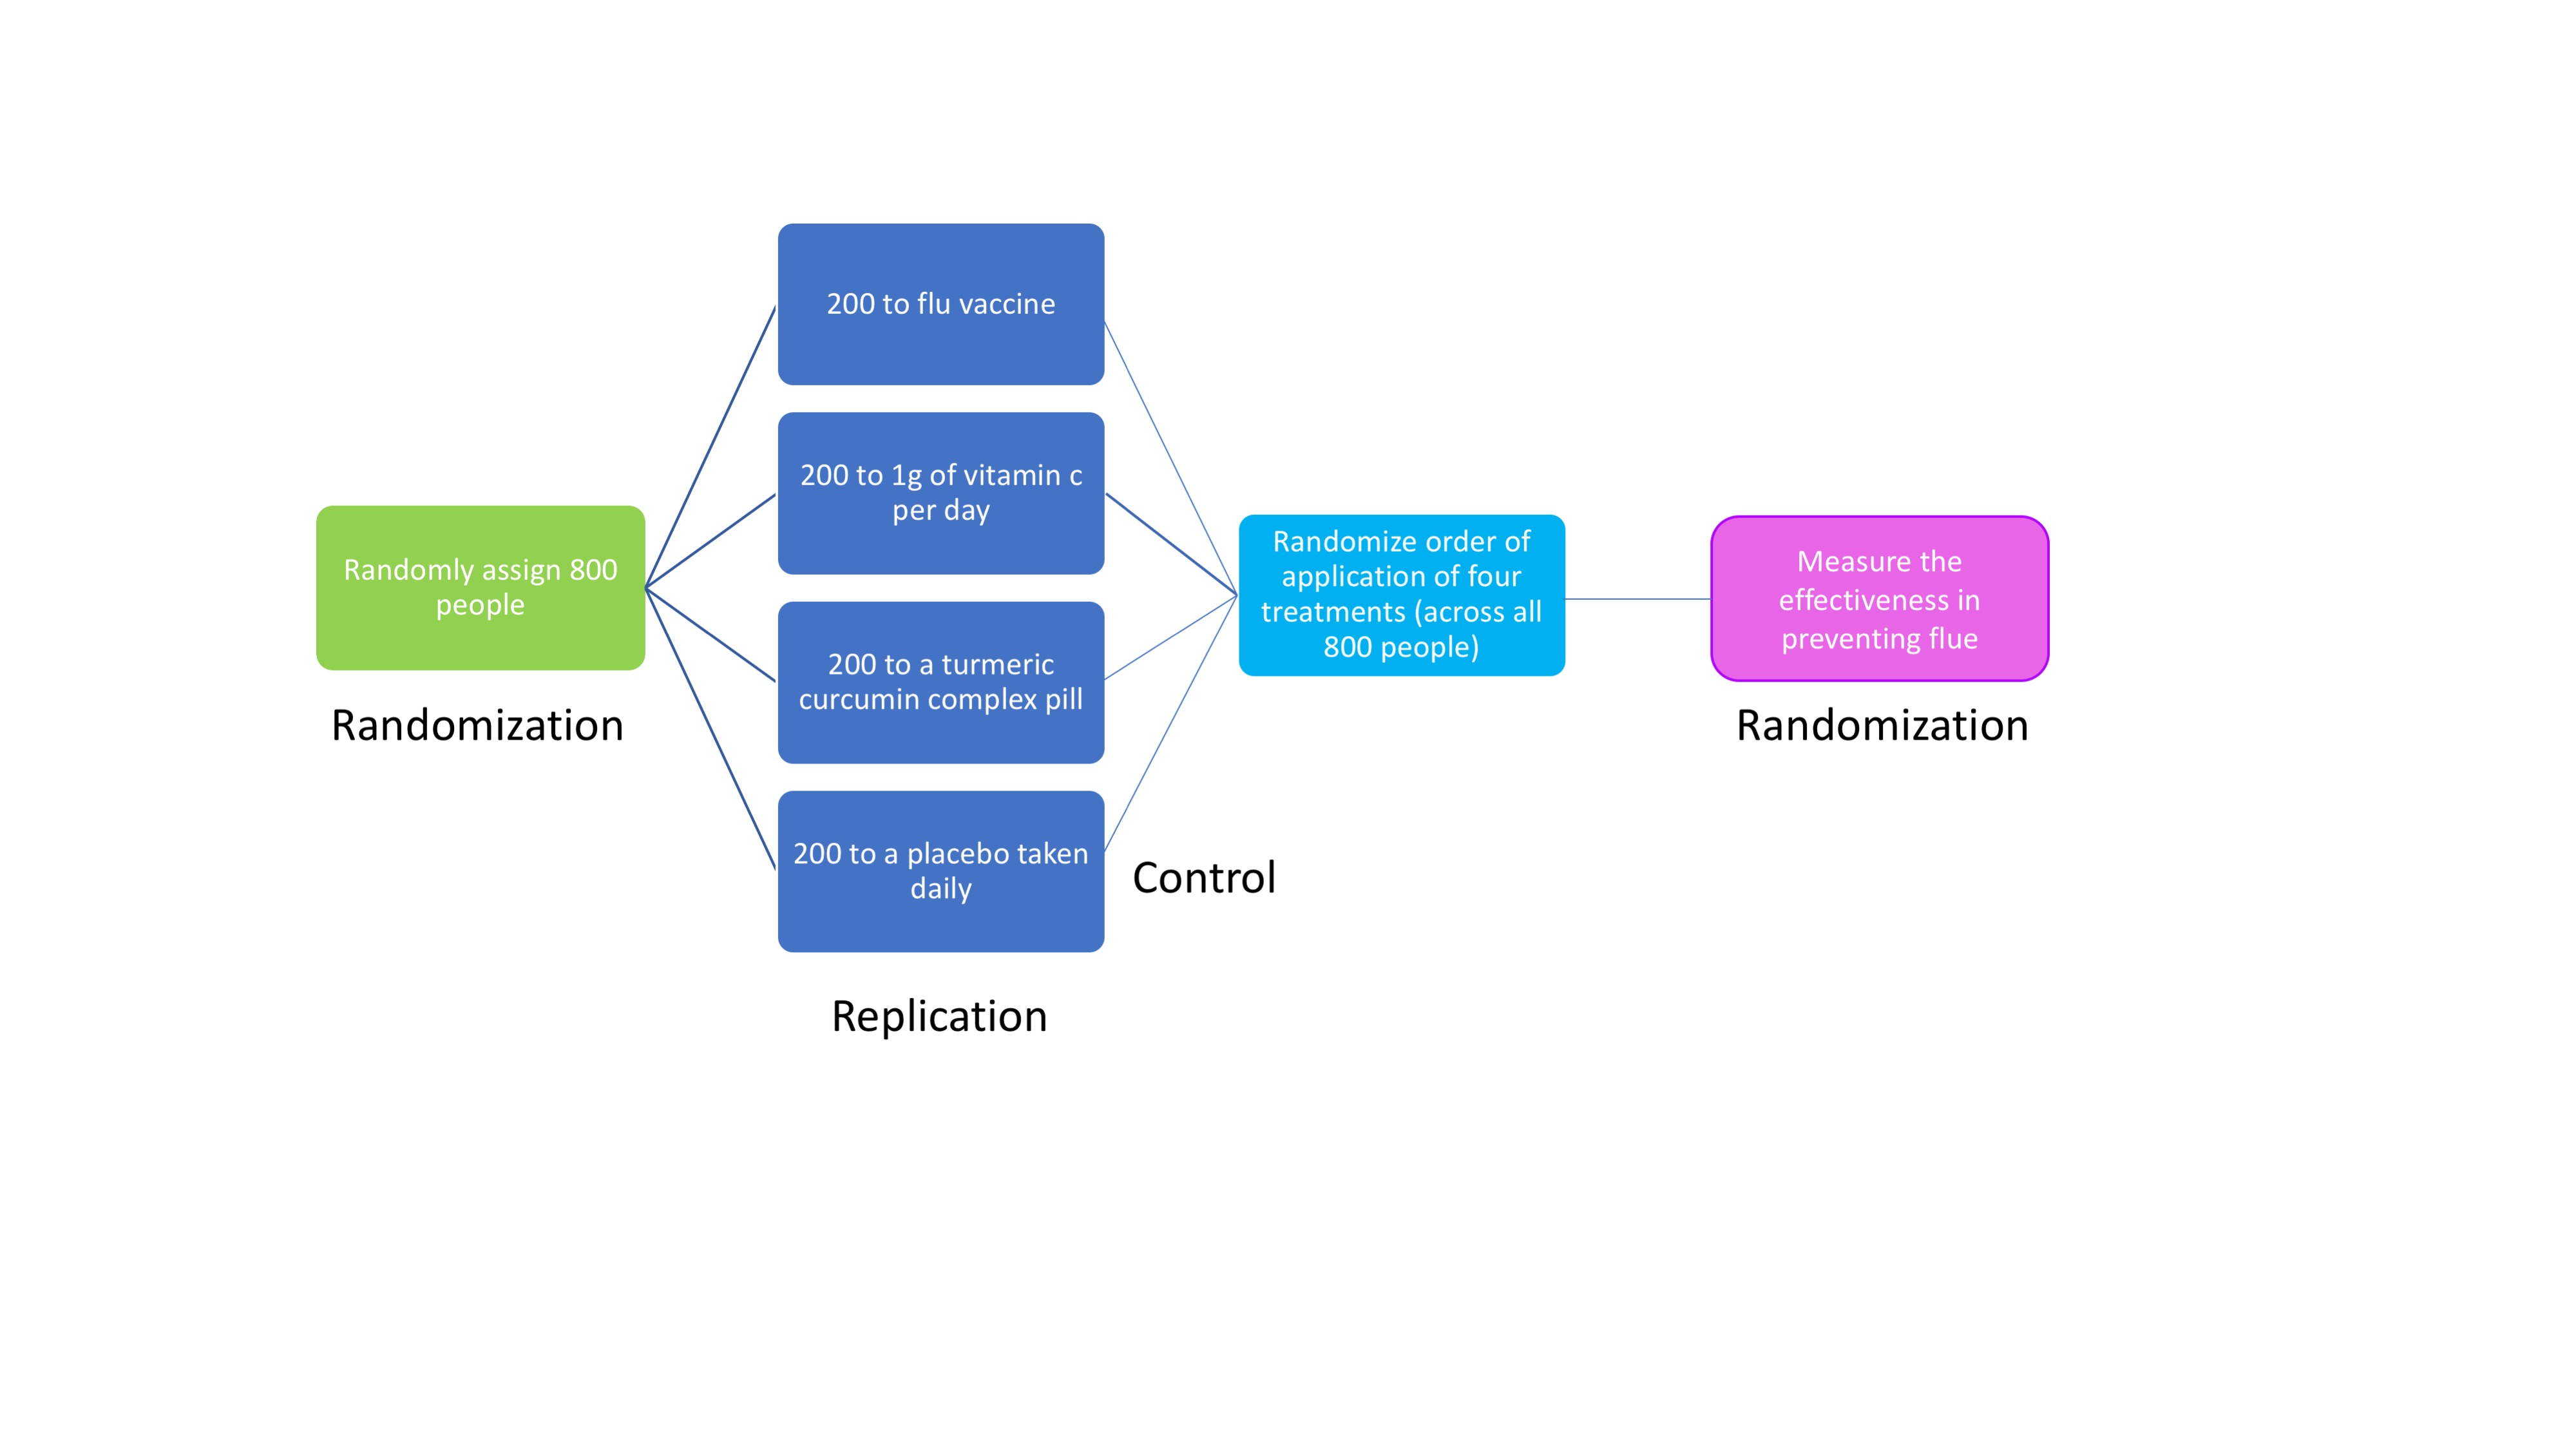 Randomly assign 800
people
Randomization
200 to flu vaccine
200 to 1g of vitamin c
per day
200 to a turmeric
curcumin complex pill
200 to a placebo taken
daily
Control
Replication
Randomize order of
application of four
treatments (across all
800 people)
Measure the
effectiveness in
preventing flue
Randomization